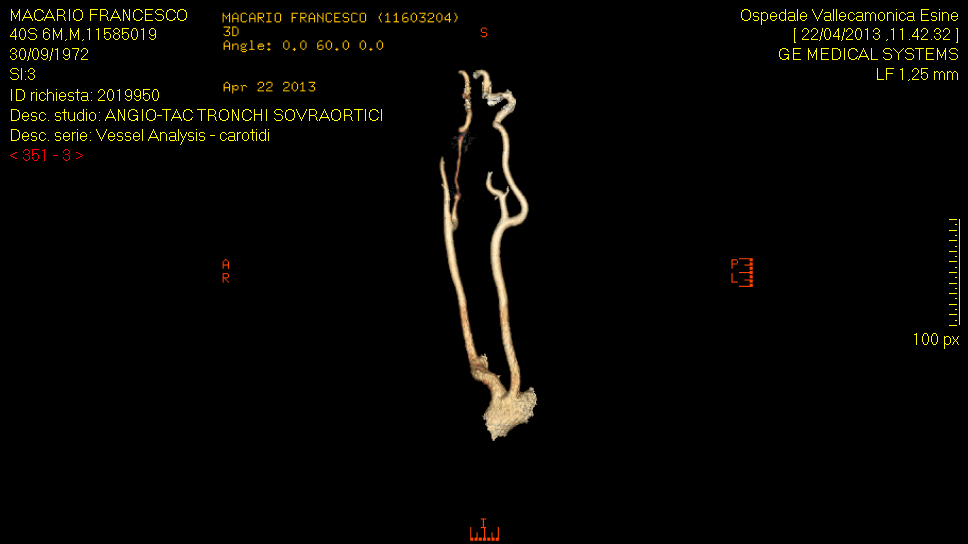 MACARIO FRANCESCO
40S 6M,M,11585019
30/09/1972
SI:3
ID richiesta: 2019950
Desc. studio: ANGIO-TAC TRONCHI SOVRAORTICI
Desc. serie: Vessel Analysis - carotidi
< 351 - 3 >
MACARIO FRANCESCO (11603204)
3D
Angle: 0.0 60.0 0.0
Apr 22 2013
S
Ospedale Vallecamonica Esine
[ 22/04/2013 ,11.42.32 ]
GE MEDICAL SYSTEMS
LF 1,25 mm
A
R
P
L
100 px
I